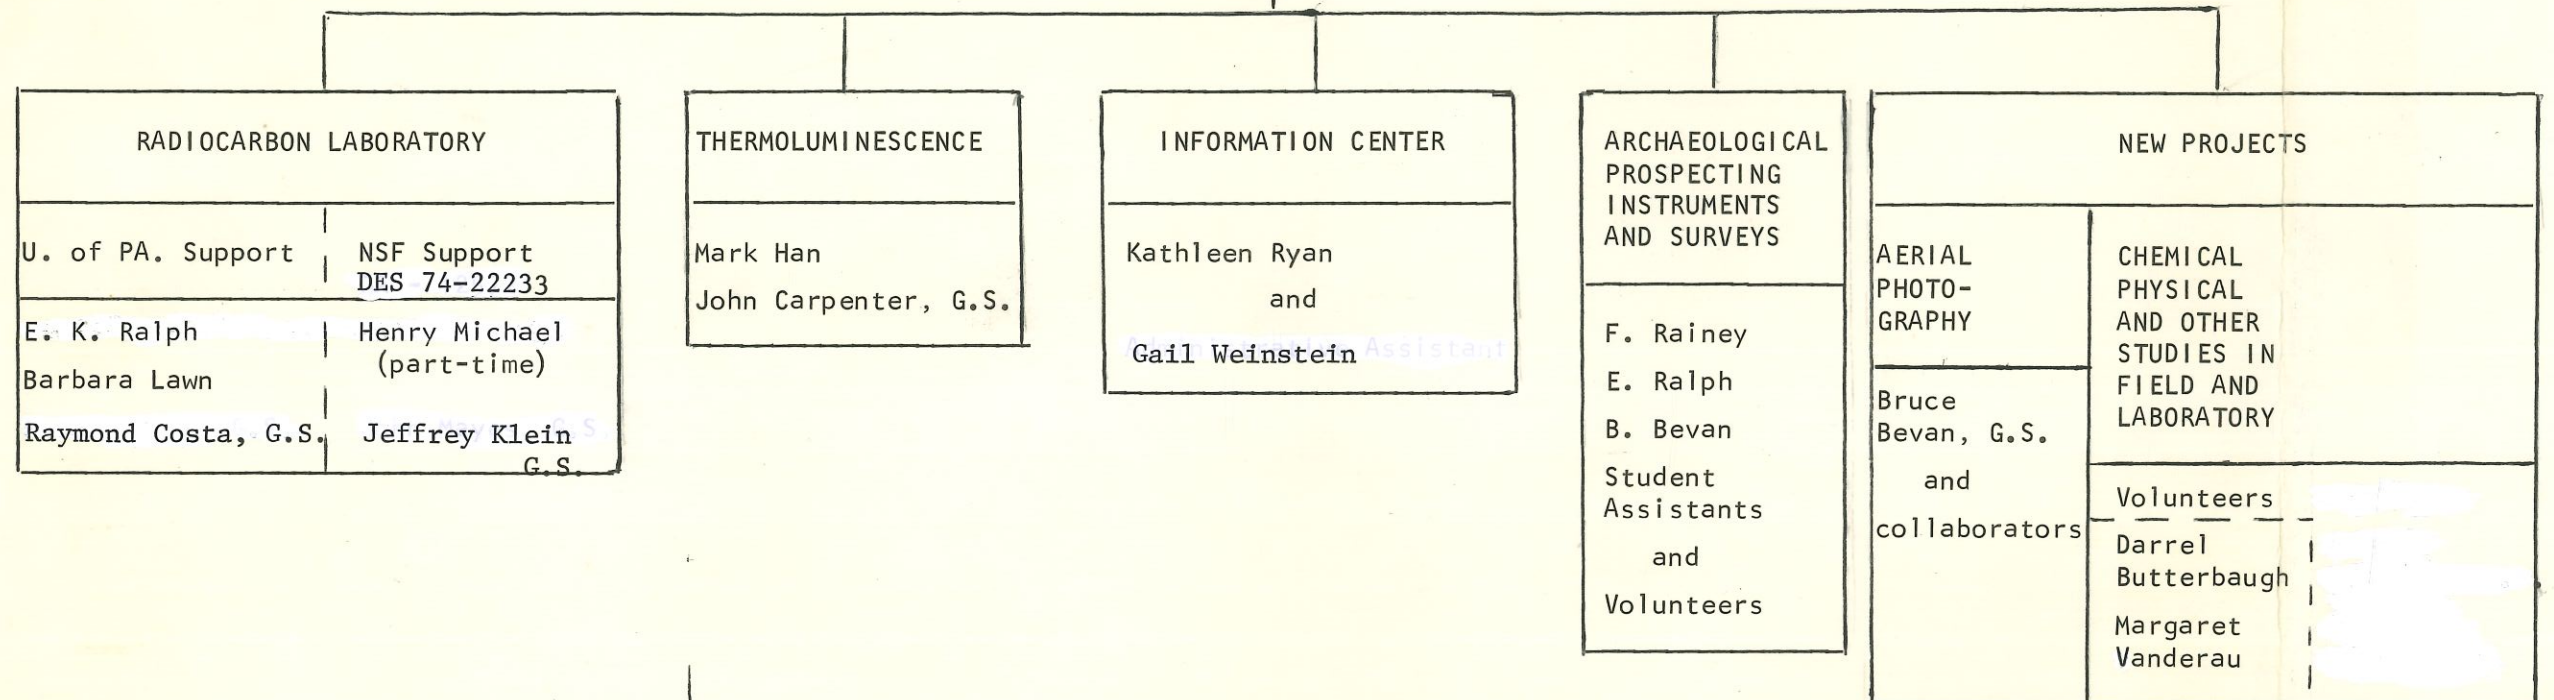 RADIOCARBON LABORATORY
U. of PA. Support
NSF Support
DES 74-22233
E. K. Ralph
Barbara Lawn
Raymond Costa, G.S.
Henry Michael
(part-time)
Jeffrey Klein
G.S.
THERMOLUMINESCENCE
Mark Han
John Carpenter, G.S.
INFORMATION CENTER
Kathleen Ryan
and
Administrative Assistant
Gail Weinstein
ARCHAEOLOGICAL
PROSPECTING
INSTRUMENTS
AND SURVEYS
F. Rainey
E. Ralph
B. Bevan
Student
Assistants
and
Volunteers
NEW PROJECTS
AERIAL
PHOTO-
GRAPHY
Bruce
Bevan, G.S.
and
collaborators
CHEMICAL
PHYSICAL
AND OTHER
STUDIES IN
FIELD AND
LABORATORY
Volunteers
Darrel
Butterbaugh
Margaret
Vanderau